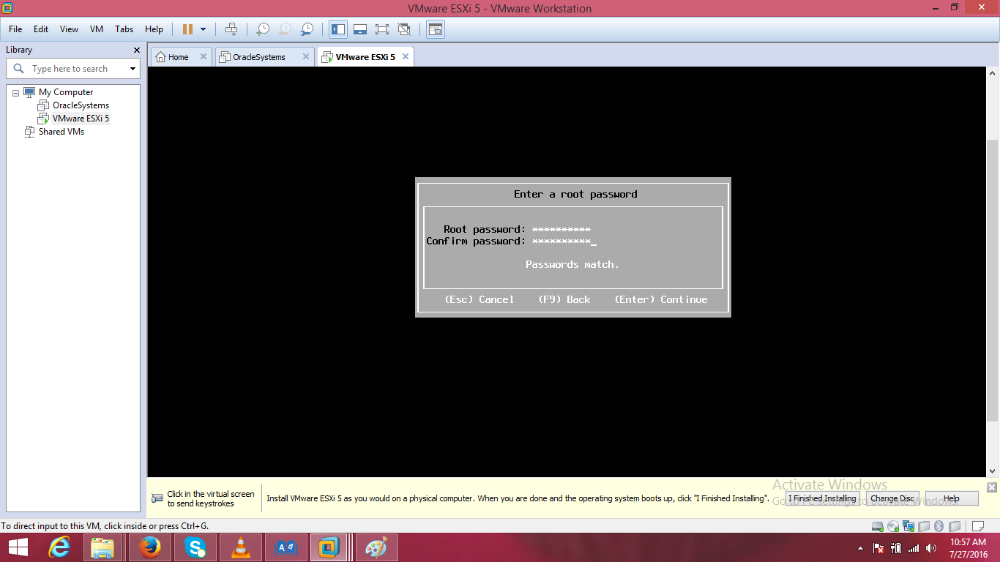 VMware ESXi 5 - VMware Workstation
File Edit View VM Tabs Help
Library
Home OracleSystems VMware ESXi 5
Type here to search
My Computer
OracleSystems
VMware ESXi 5
Shared VMs
Enter a root password
Root password: **********
Confirm password: **********_
Passwords match.
(Esc) Cancel (F9) Back (Enter) Continue
Click in the virtual screen
to send keystrokes
Install VMware ESXi 5 as you would on a physical computer. When you are done and the operating system boots up, click "I Finished Installing".
I Finished Installing Change Disc Help
Activate Windows
Go to PC settings to activate Windows.
To direct input to this VM, click inside or press Ctrl+G.
10:57 AM
7/27/2016